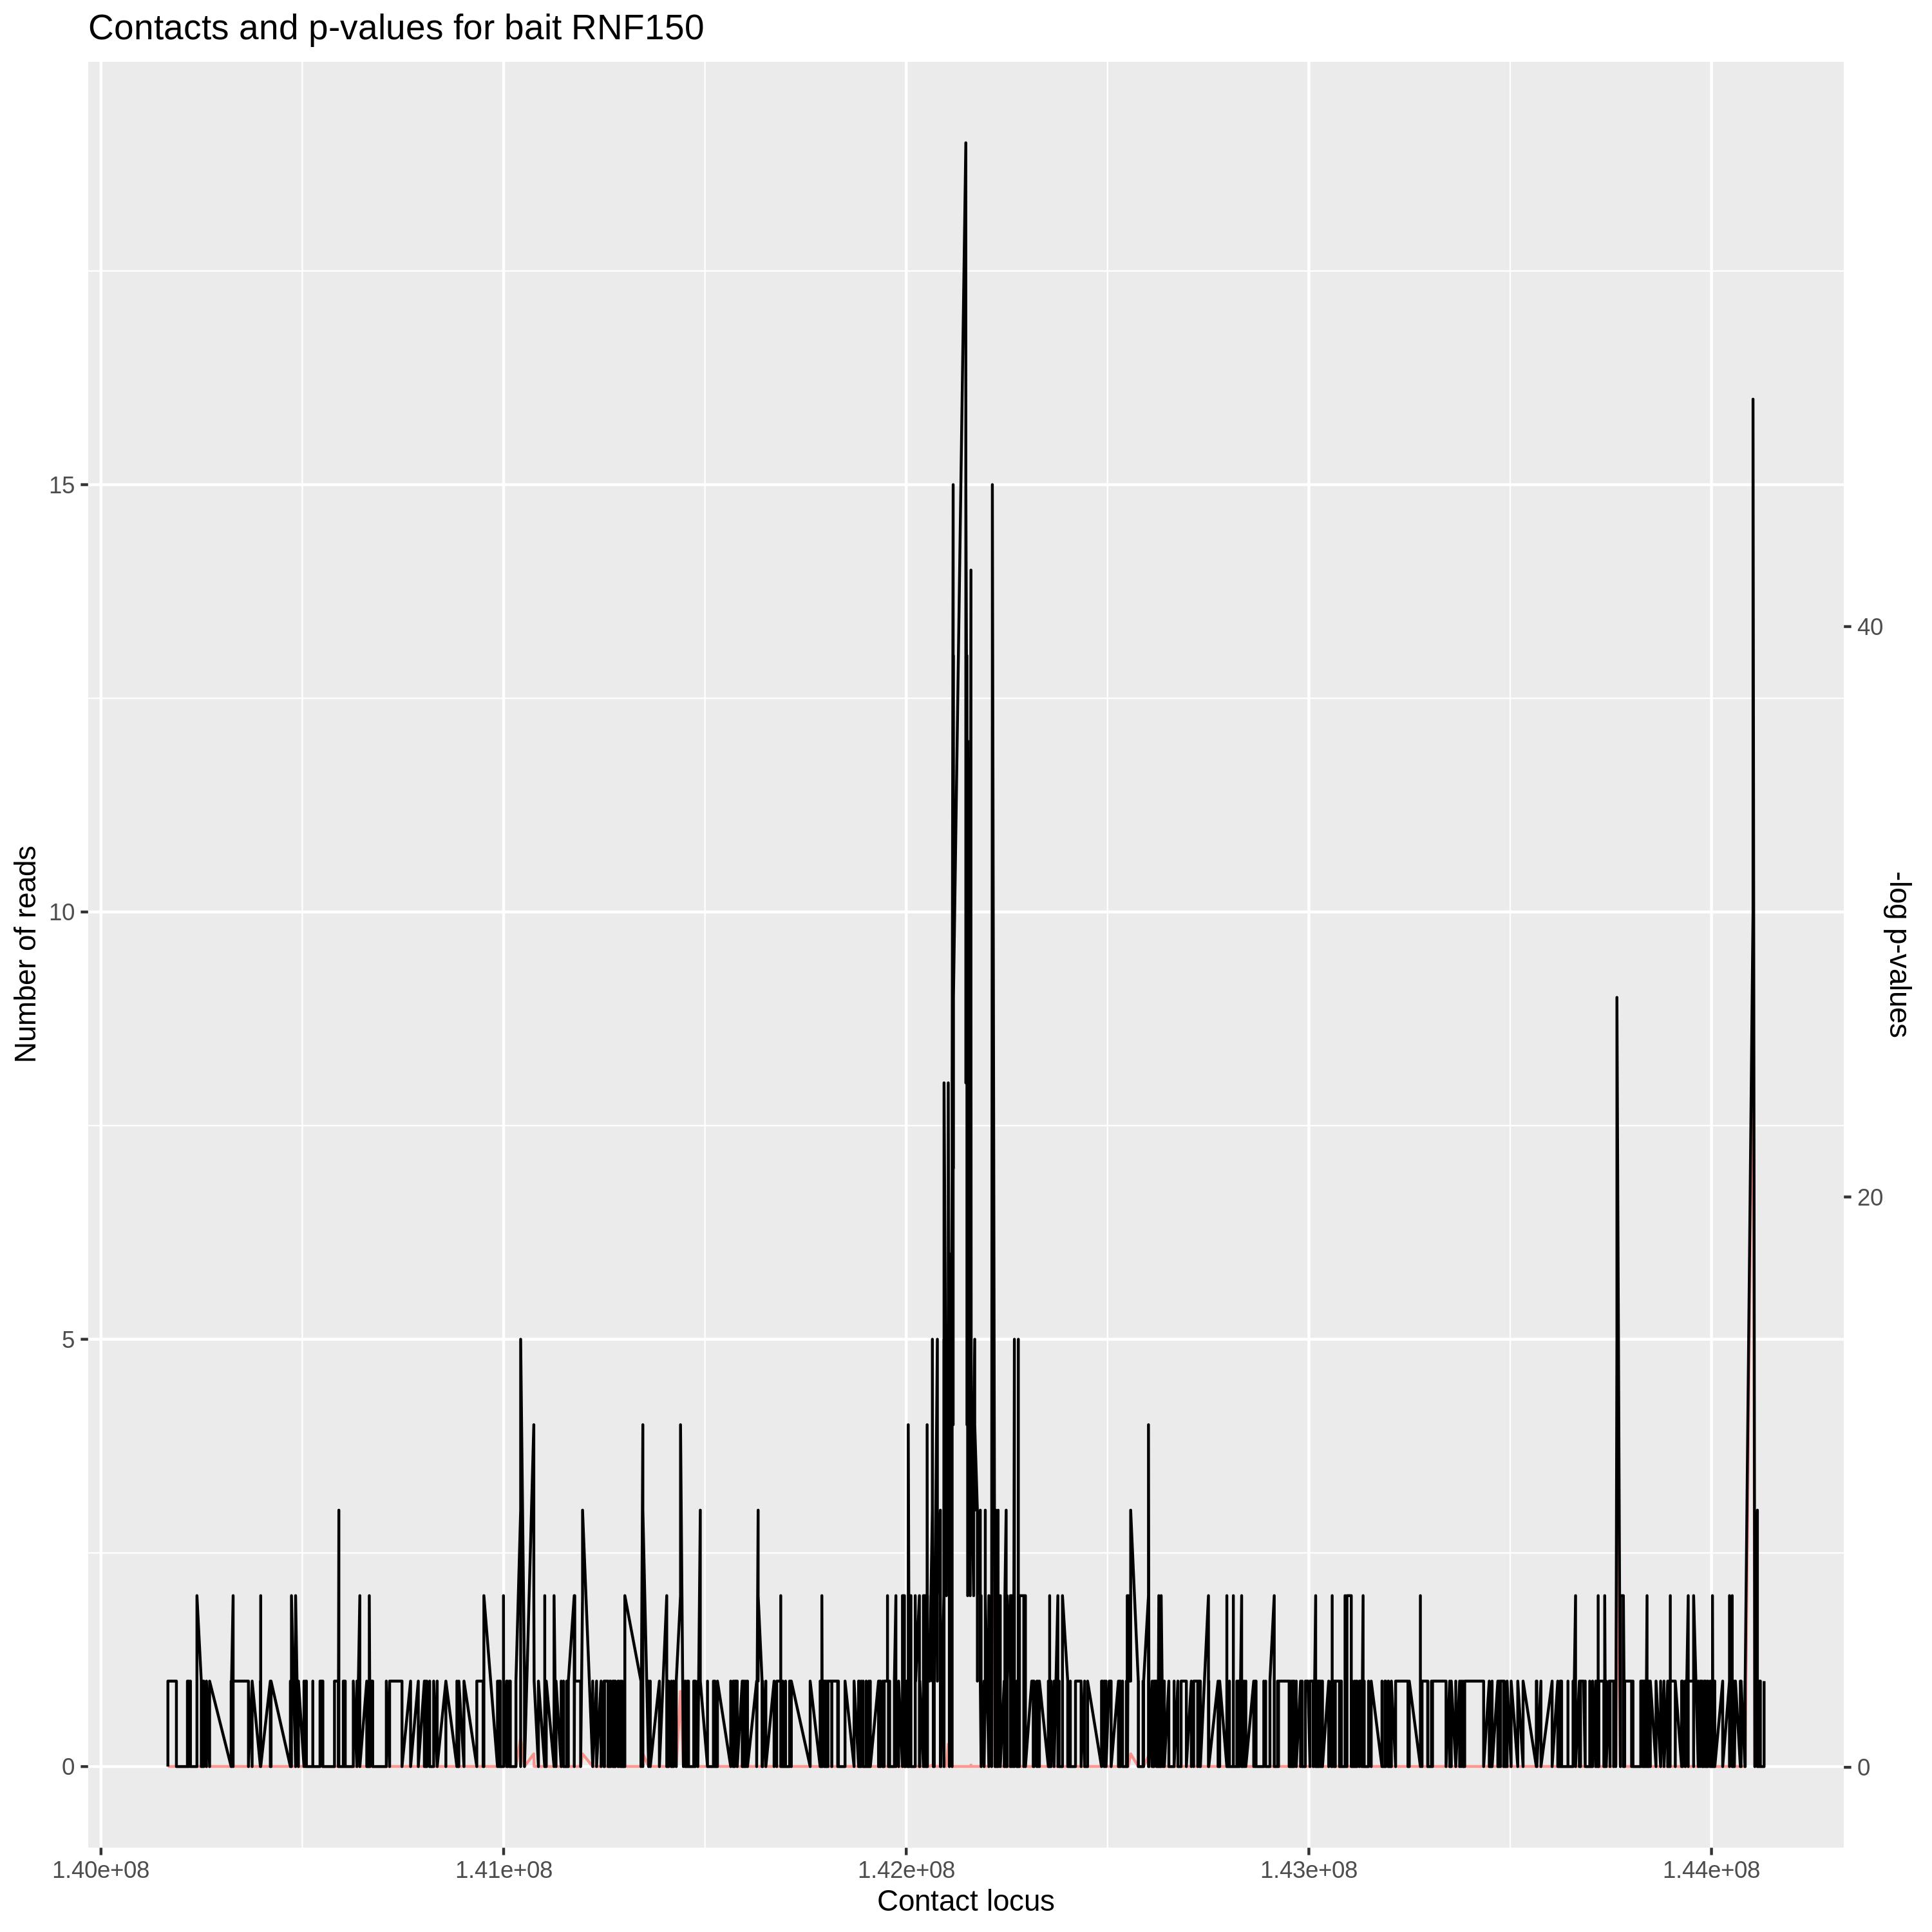 Contacts and p-values for bait RNF150
15
10
5
0
Number of reads
40
20
0
-log p-values
1.40e+08 1.41e+08 1.42e+08 1.43e+08 1.44e+08
Contact locus